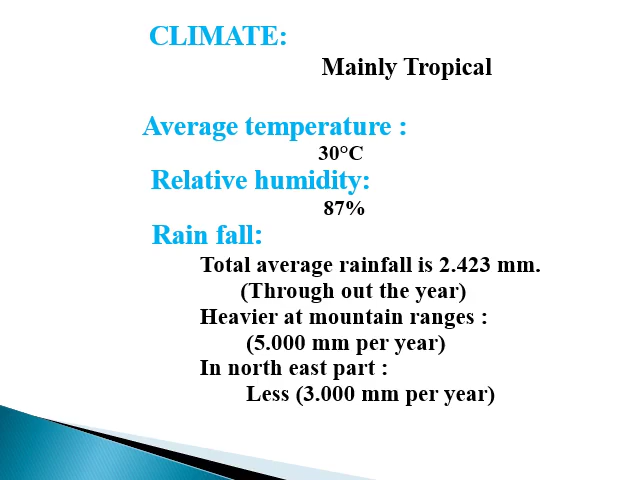 CLIMATE:
Mainly Tropical
Average temperature :
30°C
Relative humidity:
87%
Rain fall:
Total average rainfall is 2.423 mm.
(Through out the year)
Heavier at mountain ranges :
(5.000 mm per year)
In north east part :
Less (3.000 mm per year)